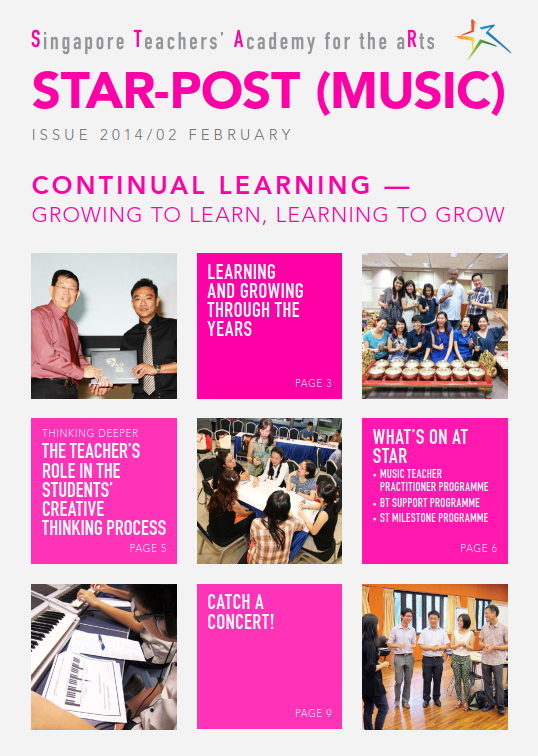 Singapore Teachers' Academy for the aRts
STAR-POST (MUSIC)
ISSUE 2014/02 FEBRUARY
CONTINUAL LEARNING —
GROWING TO LEARN, LEARNING TO GROW
LEARNING
AND GROWING
THROUGH THE
YEARS
PAGE 3
THINKING DEEPER
THE TEACHER'S
ROLE IN THE
STUDENTS'
CREATIVE
THINKING PROCESS
PAGE 5
WHAT'S ON AT
STAR
• MUSIC TEACHER
PRACTITIONER PROGRAMME
• BT SUPPORT PROGRAMME
• ST MILESTONE PROGRAMME
PAGE 6
CATCH A
CONCERT!
PAGE 9